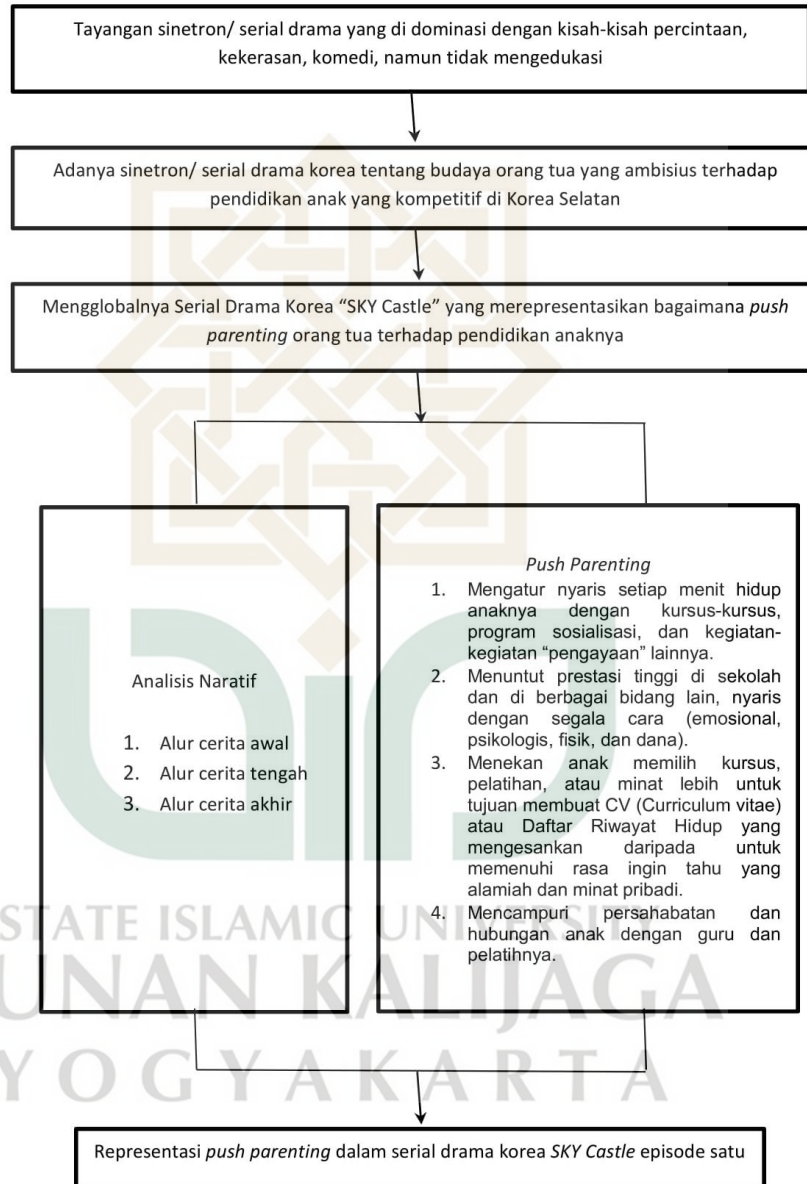 Tayangan sinetron/ serial drama yang di dominasi dengan kisah-kisah percintaan,
kekerasan, komedi, namun tidak mengedukasi
Adanya sinetron/ serial drama korea tentang budaya orang tua yang ambisius terhadap
pendidikan anak yang kompetitif di Korea Selatan
Mengglobalnya Serial Drama Korea “SKY Castle” yang merepresentasikan bagaimana push
parenting orang tua terhadap pendidikan anaknya
Analisis Naratif
1. Alur cerita awal
2. Alur cerita tengah
3. Alur cerita akhir
Push Parenting
1. Mengatur nyaris setiap menit hidup
anaknya dengan kursus-kursus,
program sosialisasi, dan kegiatan-
kegiatan “pengayaan” lainnya.
2. Menuntut prestasi tinggi di sekolah
dan di berbagai bidang lain, nyaris
dengan segala cara (emosional,
psikologis, fisik, dan dana).
3. Menekan anak memilih kursus,
pelatihan, atau minat lebih untuk
tujuan membuat CV (Curriculum vitae)
atau Daftar Riwayat Hidup yang
mengesankan daripada untuk
memenuhi rasa ingin tahu yang
alamiah dan minat pribadi.
4. Mencampuri persahabatan dan
hubungan anak dengan guru dan
pelatihnya.
STATE ISLAMIC UNIVERSITY
UNAN KALIJAGA
YOGYAKARTA
Representasi push parenting dalam serial drama korea SKY Castle episode satu